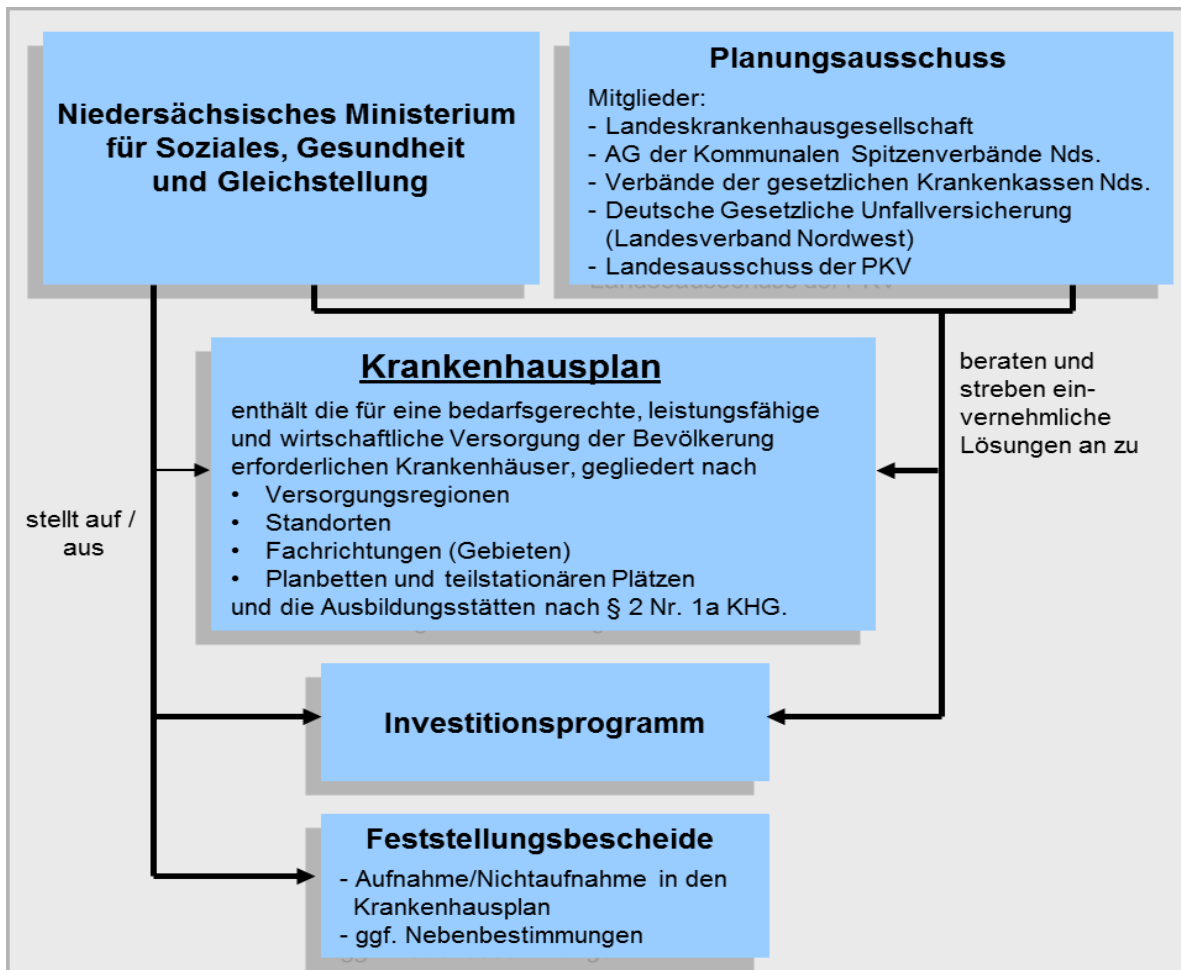 Niedersächsisches Ministerium
für Soziales, Gesundheit
und Gleichstellung
Planungsausschuss
Mitglieder:
- Landeskrankenhausgesellschaft
- AG der Kommunalen Spitzenverbände Nds.
- Verbände der gesetzlichen Krankenkassen Nds.
- Deutsche Gesetzliche Unfallversicherung
(Landesverband Nordwest)
- Landesausschuss der PKV
Krankenhausplan
enthält die für eine bedarfsgerechte, leistungsfähige
und wirtschaftliche Versorgung der Bevölkerung
erforderlichen Krankenhäuser, gegliedert nach
• Versorgungsregionen
• Standorten
• Fachrichtungen (Gebieten)
• Planbetten und teilstationären Plätzen
und die Ausbildungsstätten nach § 2 Nr. 1a KHG.
beraten und
streben ein-
vernehmliche
Lösungen an zu
stellt auf /
aus
Investitionsprogramm
Feststellungsbescheide
- Aufnahme/Nichtaufnahme in den
Krankenhausplan
- ggf. Nebenbestimmungen